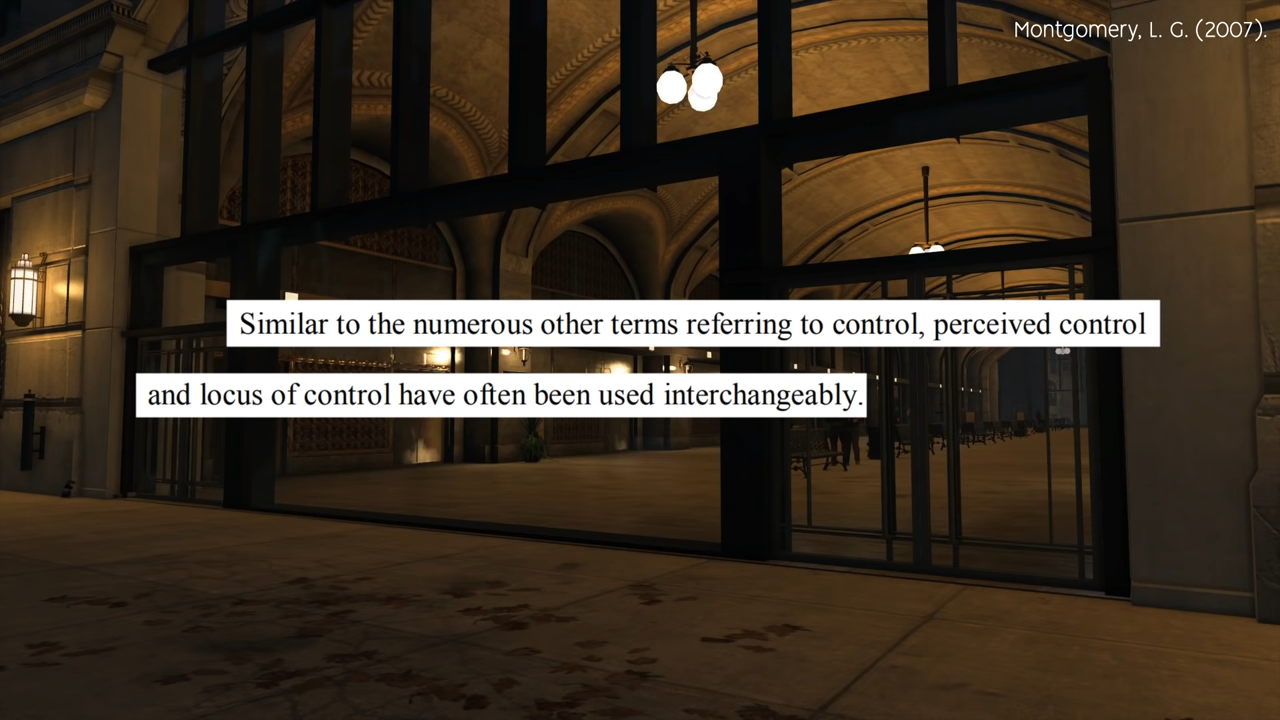 Montgomery, L. G. (2007).
Similar to the numerous other terms referring to control, perceived control
and locus of control have often been used interchangeably.